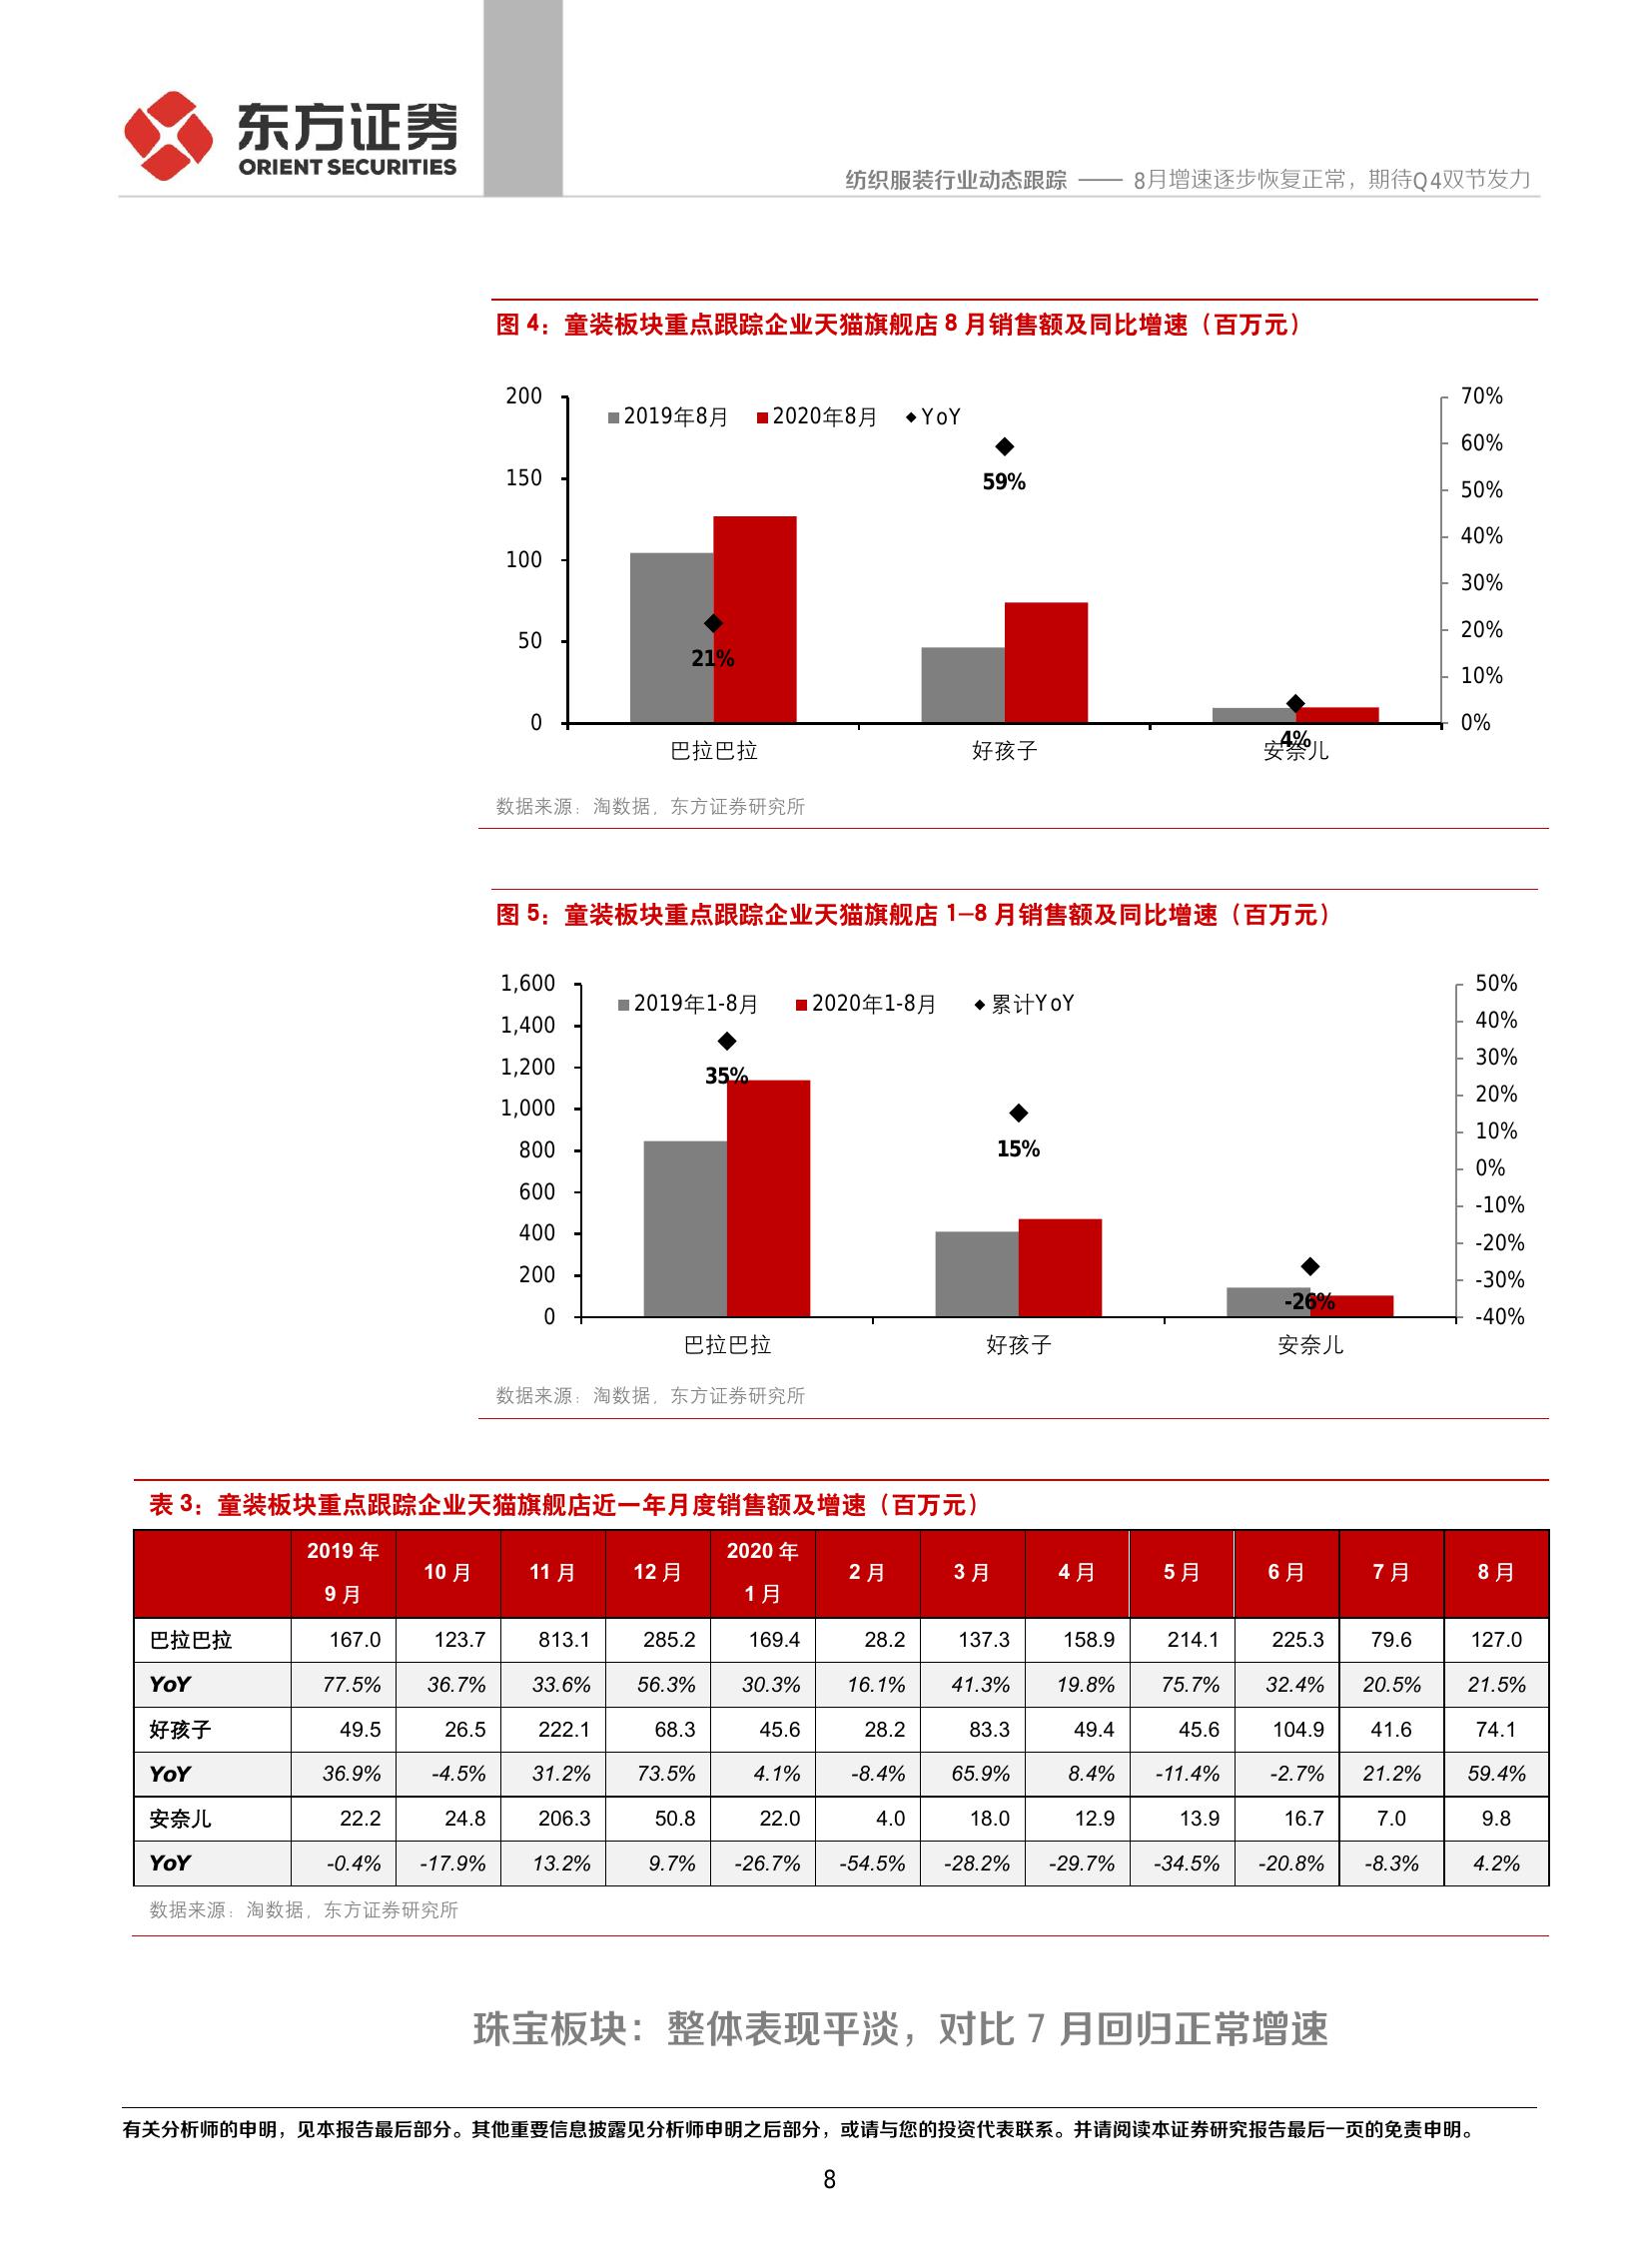 东方证券
ORIENT SECURITIES
纺织服装行业动态跟踪 —— 8月增速逐步恢复正常，期待Q4双节发力
图 4：童装板块重点跟踪企业天猫旗舰店 8 月销售额及同比增速（百万元）
2019年8月 2020年8月 YoY
200
150
100
50
0
70%
60%
50%
40%
30%
20%
10%
0%
21%
59%
4%
巴拉巴拉 好孩子 安奈儿
数据来源：淘数据，东方证券研究所
图 5：童装板块重点跟踪企业天猫旗舰店 1–8 月销售额及同比增速（百万元）
2019年1-8月 2020年1-8月 累计YoY
1,600
1,400
1,200
1,000
800
600
400
200
0
50%
40%
30%
20%
10%
0%
-10%
-20%
-30%
-40%
35%
15%
-26%
巴拉巴拉 好孩子 安奈儿
数据来源：淘数据，东方证券研究所
表 3：童装板块重点跟踪企业天猫旗舰店近一年月度销售额及增速（百万元）
2019 年 9 月 10 月 11 月 12 月 2020 年 1 月 2 月 3 月 4 月 5 月 6 月 7 月 8 月
巴拉巴拉 167.0 123.7 813.1 285.2 169.4 28.2 137.3 158.9 214.1 225.3 79.6 127.0
YoY 77.5% 36.7% 33.6% 56.3% 30.3% 16.1% 41.3% 19.8% 75.7% 32.4% 20.5% 21.5%
好孩子 49.5 26.5 222.1 68.3 45.6 28.2 83.3 49.4 45.6 104.9 41.6 74.1
YoY 36.9% -4.5% 31.2% 73.5% 4.1% -8.4% 65.9% 8.4% -11.4% -2.7% 21.2% 59.4%
安奈儿 22.2 24.8 206.3 50.8 22.0 4.0 18.0 12.9 13.9 16.7 7.0 9.8
YoY -0.4% -17.9% 13.2% 9.7% -26.7% -54.5% -28.2% -29.7% -34.5% -20.8% -8.3% 4.2%
数据来源：淘数据，东方证券研究所
珠宝板块：整体表现平淡，对比 7 月回归正常增速
有关分析师的申明，见本报告最后部分。其他重要信息披露见分析师申明之后部分，或请与您的投资代表联系。并请阅读本证券研究报告最后一页的免责申明。
8